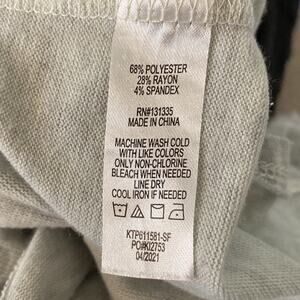 68% POLYESTER
28% RAYON
4% SPANDEX
RN#131335
MADE IN CHINA
MACHINE WASH COLD
WITH LIKE COLORS
ONLY NON-CHLORINE
BLEACH WHEN NEEDED
LINE DRY
COOL IRON IF NEEDED
KTP611581-SF
PO#KI02753
04/2021